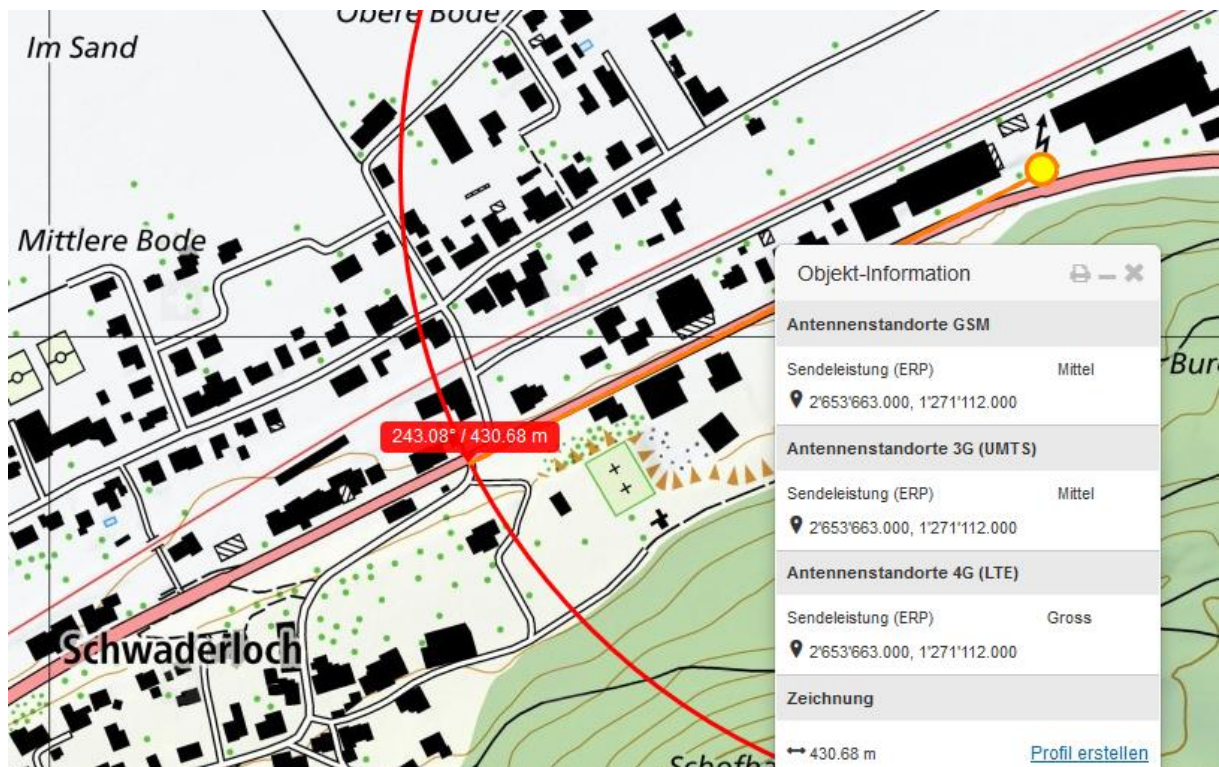 Obere Bode
Im Sand
Mittlere Bode
Objekt-Information
Antennenstandorte GSM
Sendeleistung (ERP) Mittel
2'653'663.000, 1'271'112.000
Antennenstandorte 3G (UMTS)
Sendeleistung (ERP) Mittel
2'653'663.000, 1'271'112.000
Antennenstandorte 4G (LTE)
Sendeleistung (ERP) Gross
2'653'663.000, 1'271'112.000
Zeichnung
430.68 m Profil erstellen
243.08° / 430.68 m
Schwaderloch